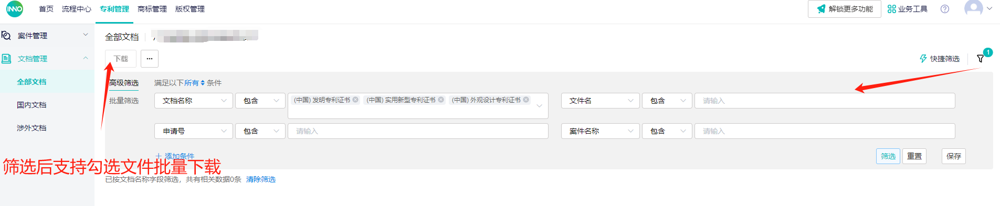 INNO 首页 流程中心 专利管理 商标管理 版权管理 解锁更多功能 业务工具 ?
案件管理
全部文档
文档管理
下载 ... 快捷筛选 1
全部文档
国内文档
涉外文档
高级筛选 满足以下所有条件
批量筛选 文档名称 包含 (中国) 发明专利证书 (中国) 实用新型专利证书 (中国) 外观设计专利证书 文件名 包含 请输入
申请号 包含 请输入 案件名称 包含 请输入
+ 添加条件 筛选 重置 保存
筛选后支持勾选文件批量下载
已按文档名称字段筛选，共有相关数据0条 清除筛选